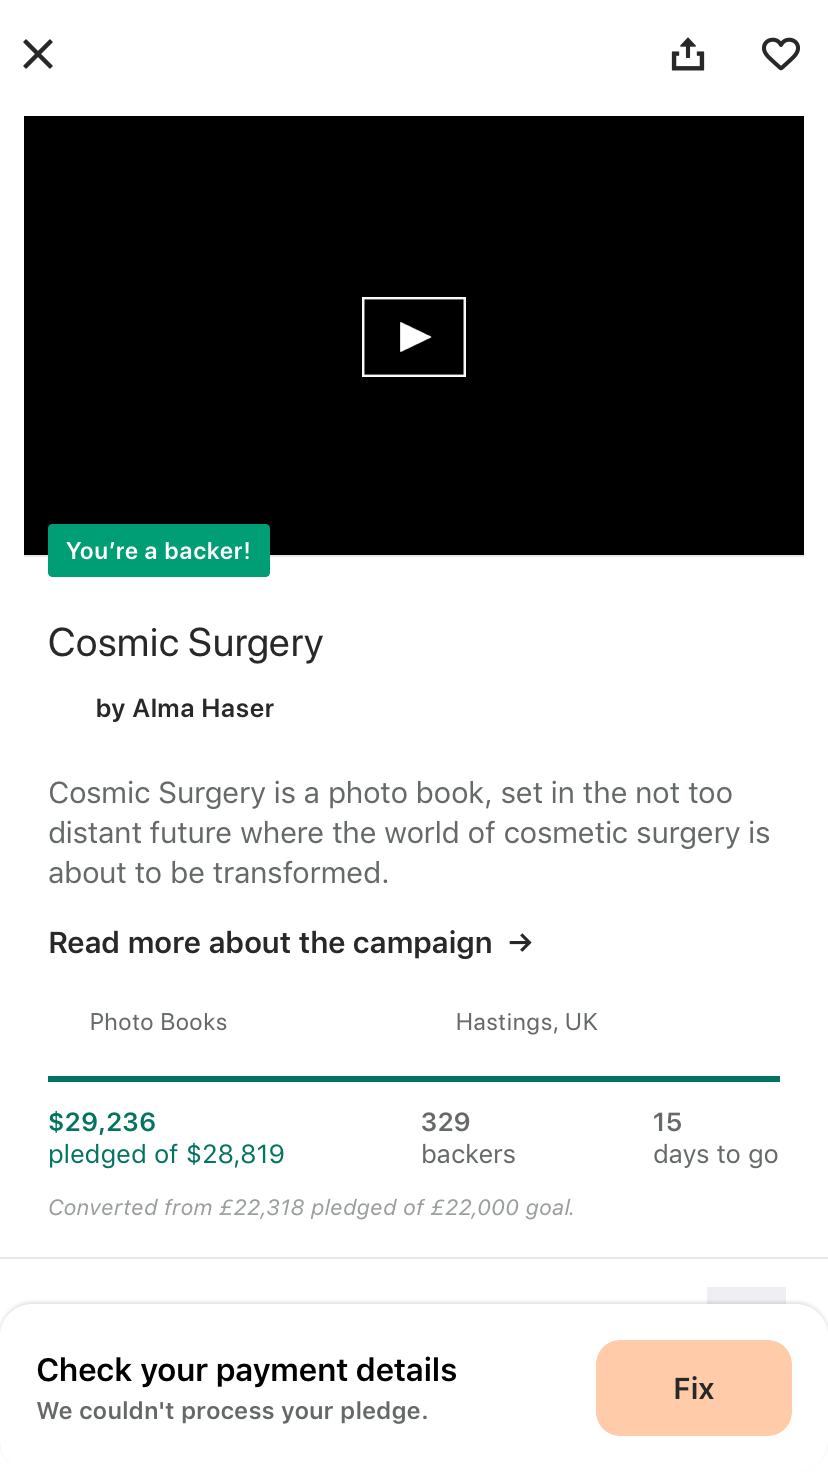 You’re a backer!
Cosmic Surgery
by Alma Haser
Cosmic Surgery is a photo book, set in the not too
distant future where the world of cosmetic surgery is
about to be transformed.
Read more about the campaign →
Photo Books
Hastings, UK
$29,236
pledged of $28,819
329
backers
15
days to go
Converted from £22,318 pledged of £22,000 goal.
Check your payment details
We couldn't process your pledge.
Fix